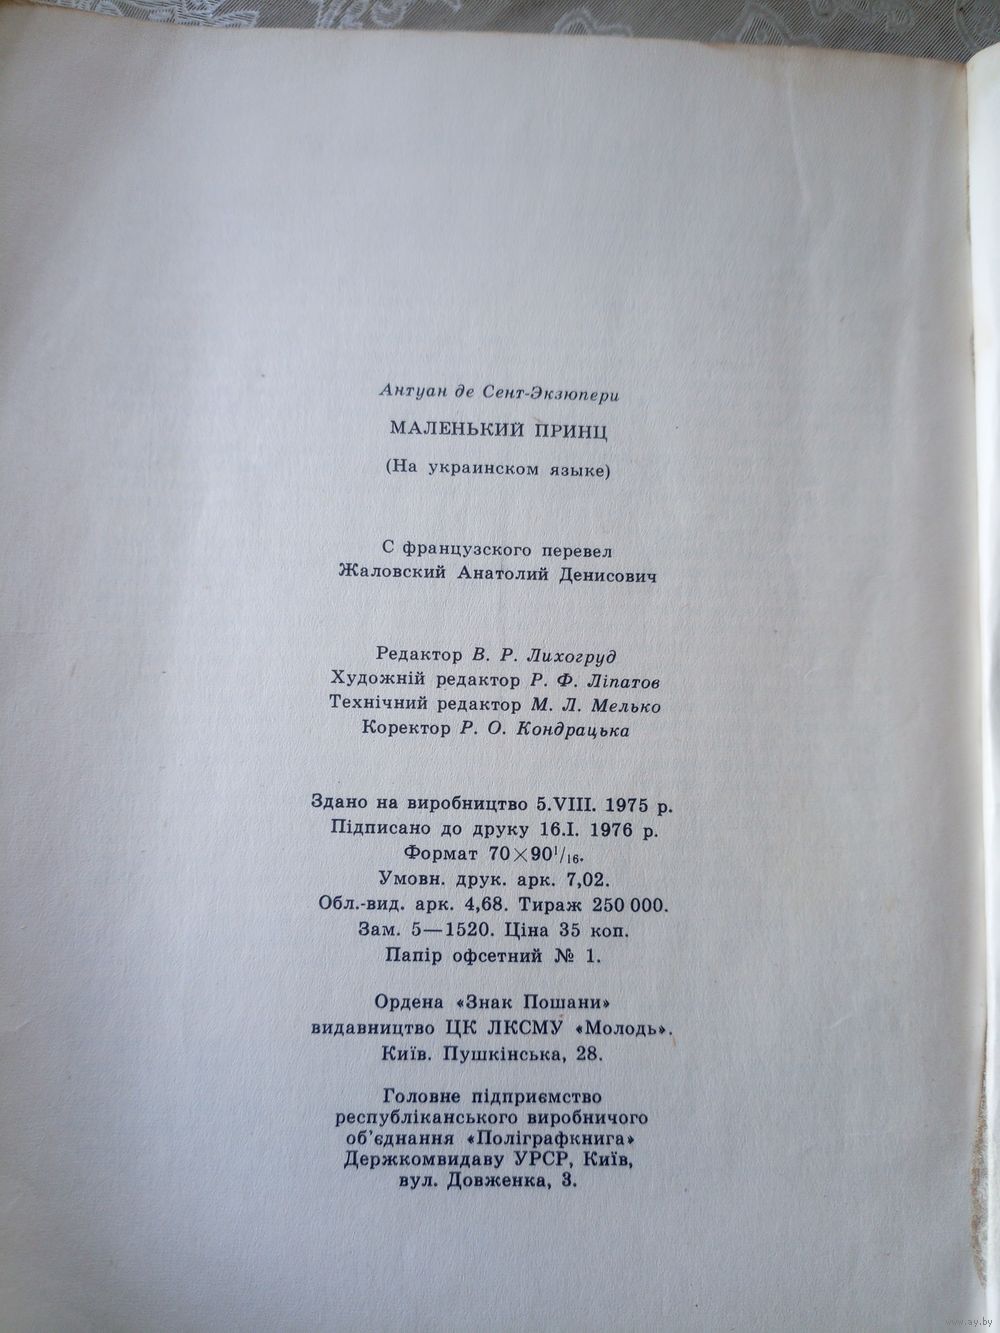 Антуан де Сент-Экзюпери
МАЛЕНЬКИЙ ПРИНЦ
(На украинском языке)
С французского перевел
Жаловский Анатолий Денисович
Редактор В. Р. Лихогруд
Художній редактор Р. Ф. Ліпатов
Технічний редактор М. Л. Мелько
Коректор Р. О. Кондрацька
Здано на виробництво 5.VIII. 1975 р.
Підписано до друку 16.I. 1976 р.
Формат 70×90¹/₁₆.
Умовн. друк. арк. 7,02.
Обл.-вид. арк. 4,68. Тираж 250 000.
Зам. 5—1520. Ціна 35 коп.
Папір офсетний № 1.
Ордена «Знак Пошани»
видавництво ЦК ЛКСМУ «Молодь».
Київ. Пушкінська, 28.
Головне підприємство
республіканського виробничого
об’єднання «Поліграфкнига»
Держкомвидаву УРСР, Київ,
вул. Довженка, 3.
www.ay.by